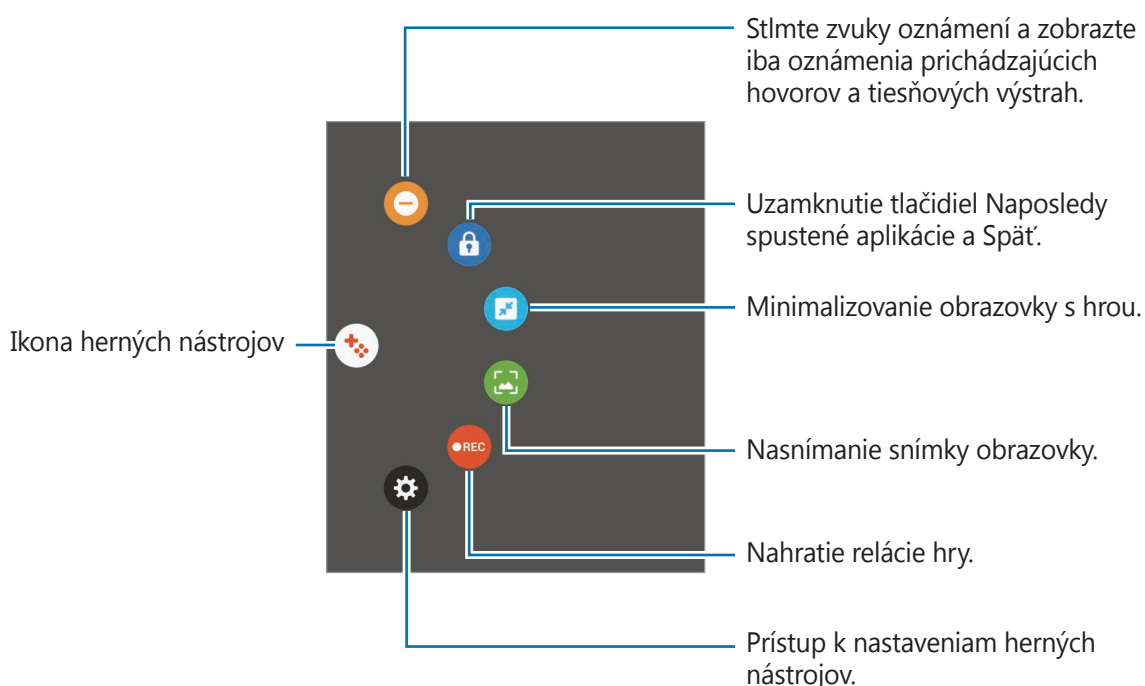 Stlmte zvuky oznámení a zobrazte
iba oznámenia prichádzajúcich
hovorov a tiesňových výstrah.
Uzamknutie tlačidiel Naposledy
spustené aplikácie a Späť.
Minimalizovanie obrazovky s hrou.
Ikona herných nástrojov
Nasnímanie snímky obrazovky.
REC
Nahratie relácie hry.
Prístup k nastaveniam herných
nástrojov.